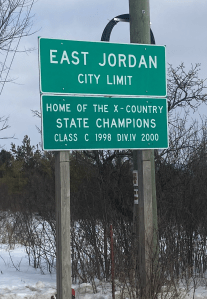 EAST JORDAN
CITY LIMIT
HOME OF THE X-COUNTRY
STATE CHAMPIONS
CLASS C 1998 DIV.IV 2000